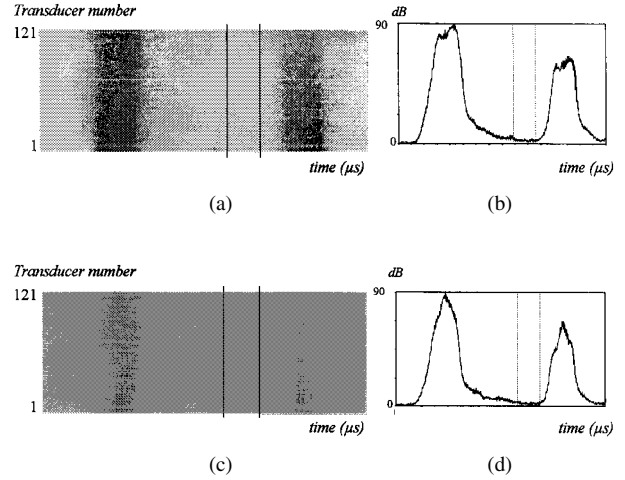 Transducer number
121
1
time (µs)
(a)
dB
90
0
time (µs)
(b)
Transducer number
121
1
time (µs)
(c)
dB
90
0
time (µs)
(d)